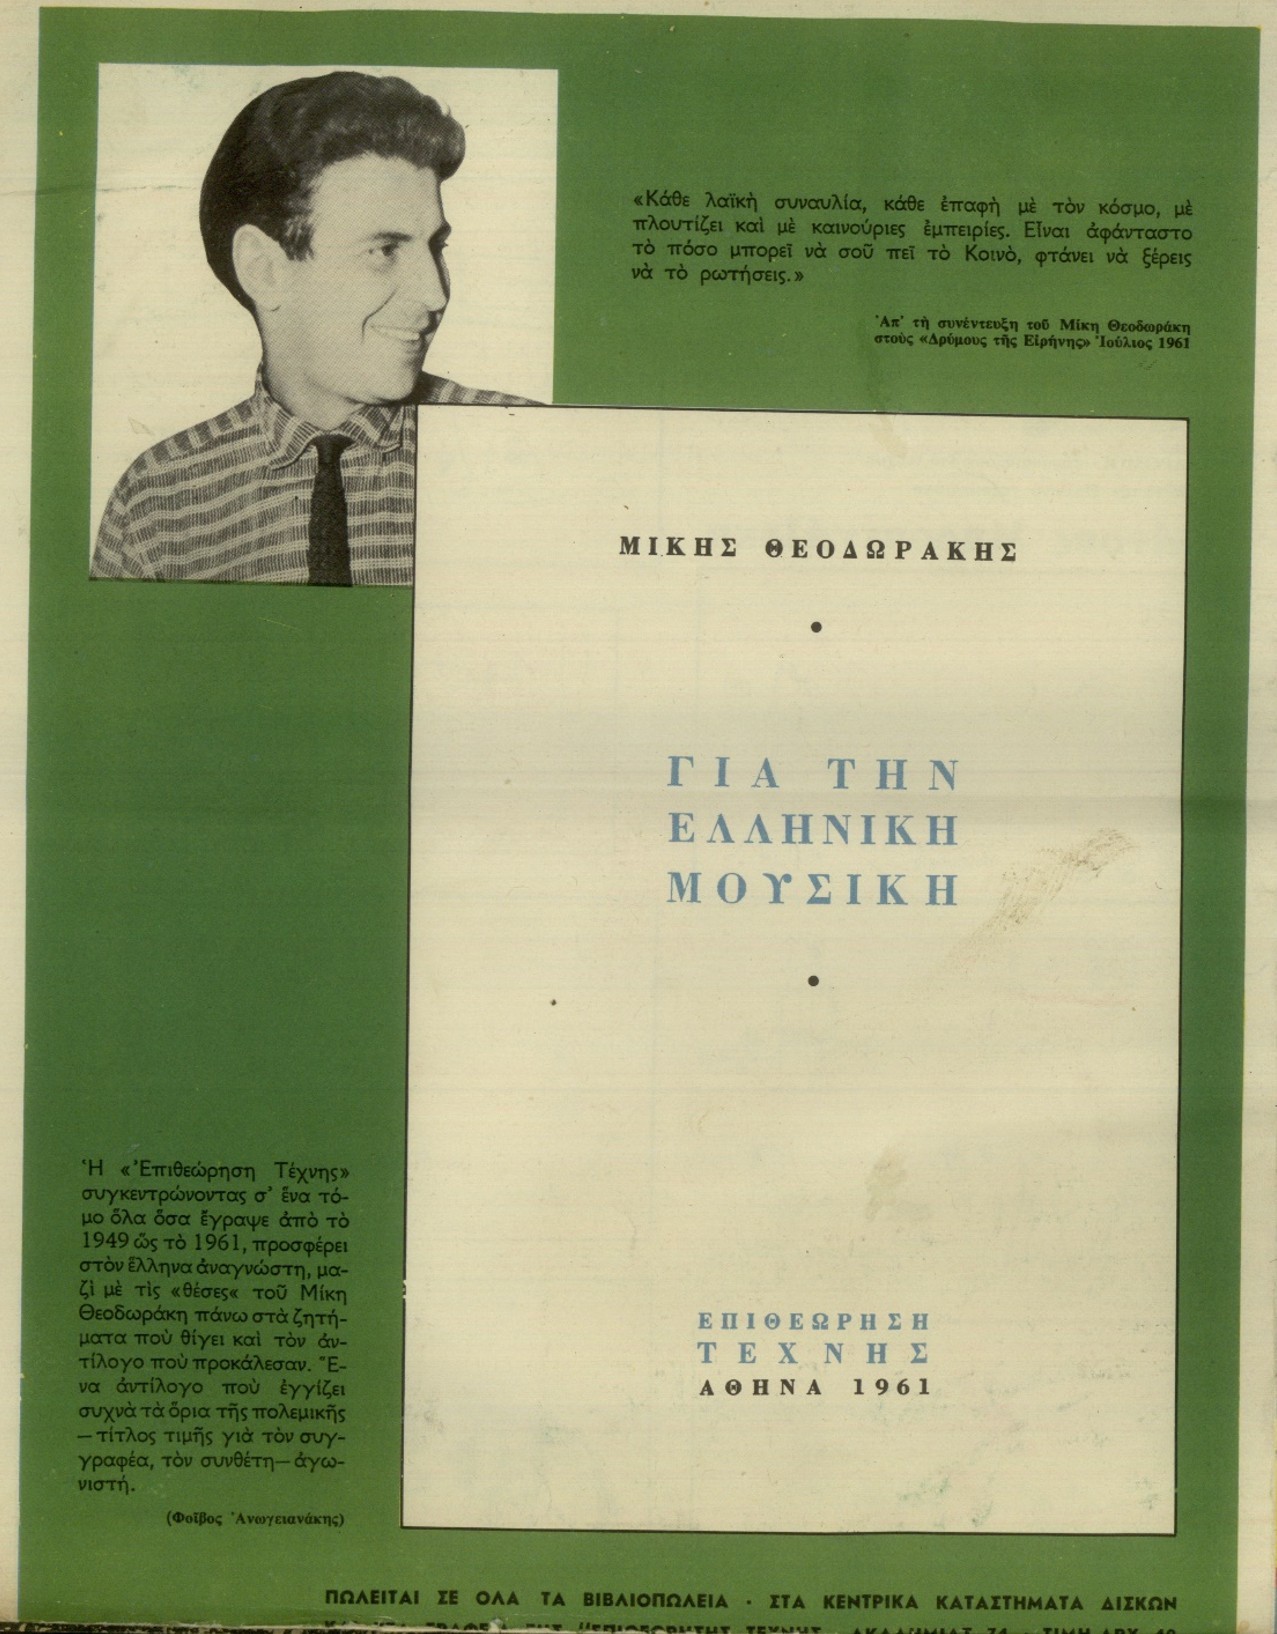 «Κάθε λαϊκὴ συναυλία, κάθε ἐπαφὴ μὲ τὸν κόσμο, μὲ
πλουτίζει καὶ μὲ καινούριες ἐμπειρίες. Εἶναι ἀφάνταστο
τὸ πόσο μπορεῖ νὰ σοῦ πεῖ τὸ Κοινὸ, φτάνει νὰ ξέρεις
νὰ τὸ ρωτήσεις.»
Ἀπ' τὴ συνέντευξη τοῦ Μίκη Θεοδωράκη
στοὺς «Δρόμους τῆς Εἰρήνης» Ἰούλιος 1961
ΜΙΚΗΣ ΘΕΟΔΩΡΑΚΗΣ
•
ΓΙΑ ΤΗΝ
ΕΛΛΗΝΙΚΗ
ΜΟΥΣΙΚΗ
•
ΕΠΙΘΕΩΡΗΣΗ
ΤΕΧΝΗΣ
ΑΘΗΝΑ 1961
Ἡ «Ἐπιθεώρηση Τέχνης»
συγκεντρώνοντας σ' ἕνα τό-
μο ὅλα ὅσα ἔγραψε ἀπὸ τὸ
1949 ὣς τὸ 1961, προσφέρει
στὸν ἕλληνα ἀναγνώστη, μα-
ζὶ μὲ τὶς «θέσες« τοῦ Μίκη
Θεοδωράκη πάνω στὰ ζητή-
ματα ποὺ θίγει καὶ τὸν ἀν-
τίλογο ποὺ προκάλεσαν. Ἕ-
να ἀντίλογο ποὺ ἐγγίζει
συχνὰ τὰ ὅρια τῆς πολεμικῆς
—τίτλος τιμῆς γιὰ τὸν συγ-
γραφέα, τὸν συνθέτη—ἀγω-
νιστή.
(Φοῖβος Ἀνωγειανάκης)
ΠΩΛΕΙΤΑΙ ΣΕ ΟΛΑ ΤΑ ΒΙΒΛΙΟΠΩΛΕΙΑ · ΣΤΑ ΚΕΝΤΡΙΚΑ ΚΑΤΑΣΤΗΜΑΤΑ ΔΙΣΚΩΝ
ΤΗΣ "ΕΠΙΘΕΩΡΗΣΗΣ ΤΕΧΝΗΣ